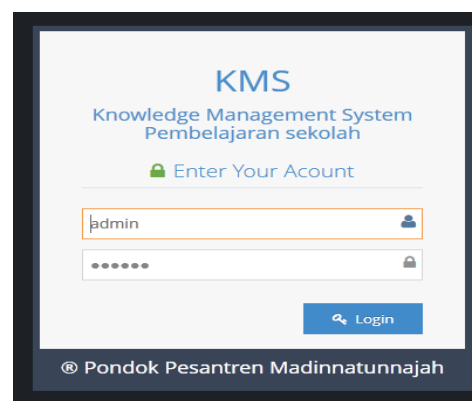 KMS
Knowledge Management System
Pembelajaran sekolah
Enter Your Acount
admin
••••••
Login
® Pondok Pesantren Madinnatunnajah